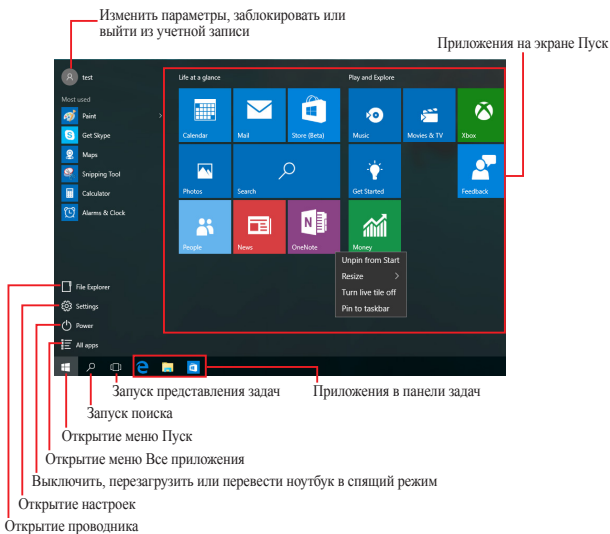 Изменить параметры, заблокировать или
выйти из учетной записи
Приложения на экране Пуск
test
Life at a glance
Play and Explore
Most used
Paint
Get Skype
Maps
Snipping Tool
Calculator
Alarms & Clock
Calendar
Mail
Store (Beta)
Music
Movies & TV
Xbox
Photos
Search
Get Started
Feedback
People
News
OneNote
Money
Unpin from Start
Resize
Turn live tile off
Pin to taskbar
File Explorer
Settings
Power
All apps
Запуск представления задач
Приложения в панели задач
Запуск поиска
Открытие меню Пуск
Открытие меню Все приложения
Выключить, перезагрузить или перевести ноутбук в спящий режим
Открытие настроек
Открытие проводника